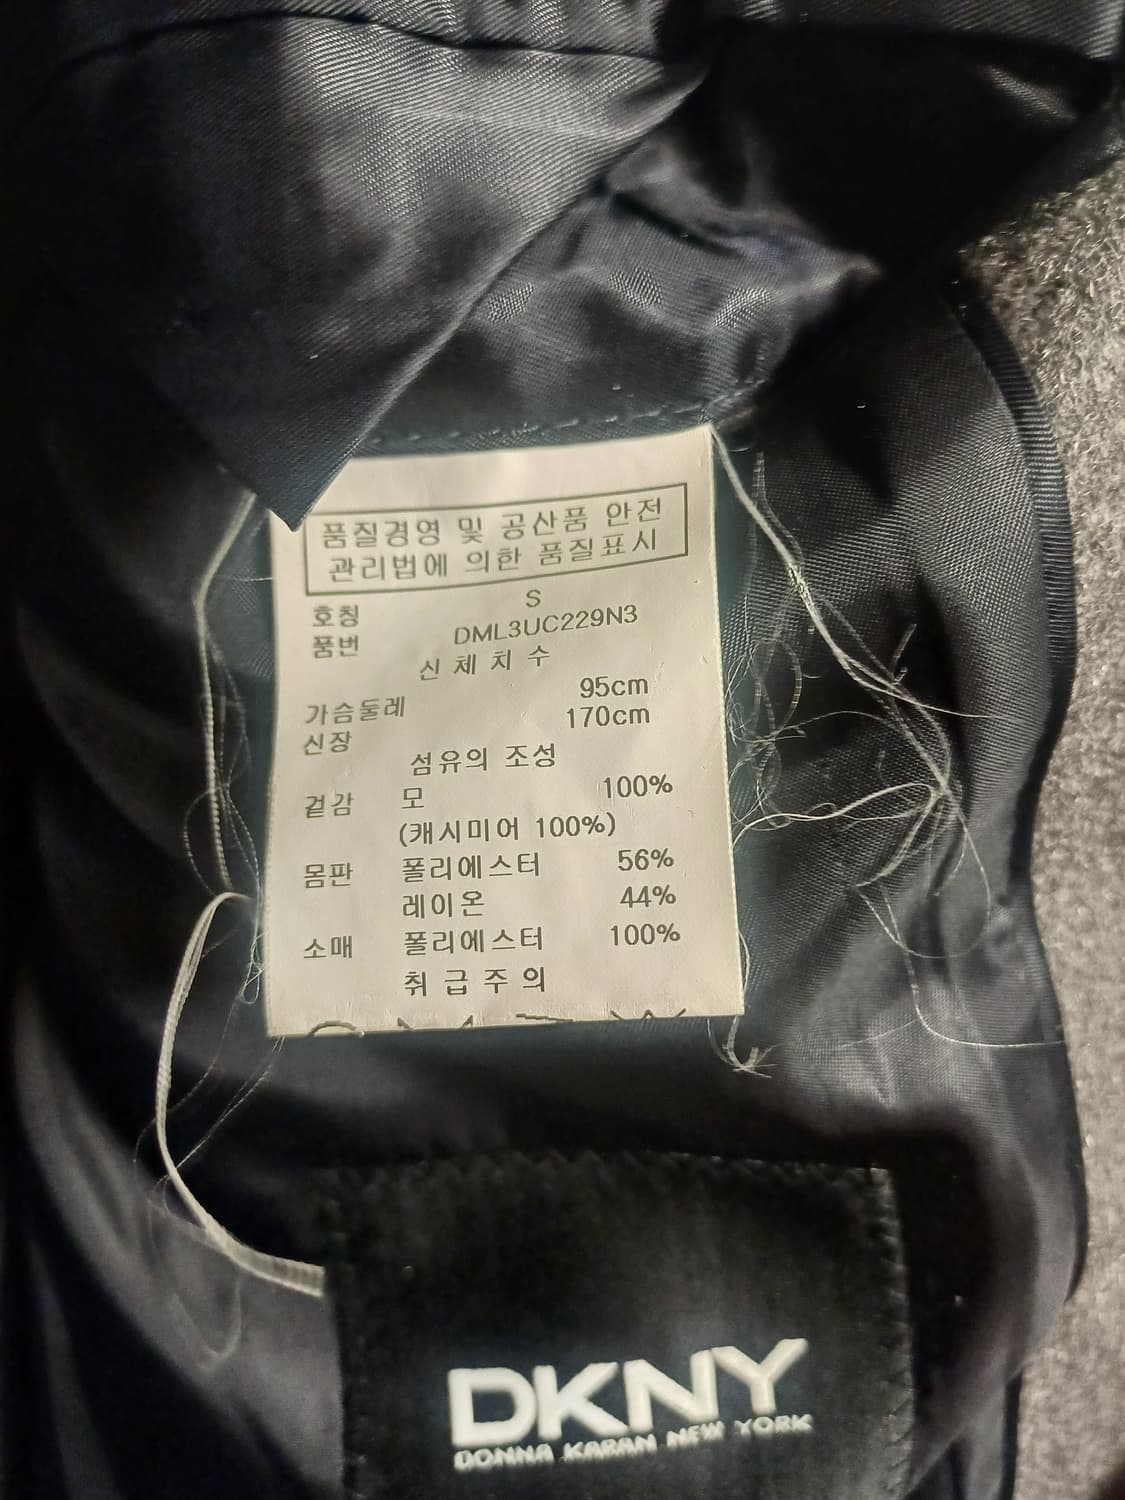 품질경영 및 공산품 안전
관리법에 의한 품질표시
호칭 S
품번 DML3UC229N3
신체치수
가슴둘레 95cm
신장 170cm
섬유의 조성
겉감 모 100%
(캐시미어 100%)
몸판 폴리에스터 56%
레이온 44%
소매 폴리에스터 100%
취급주의
DKNY
DONNA KARAN NEW YORK